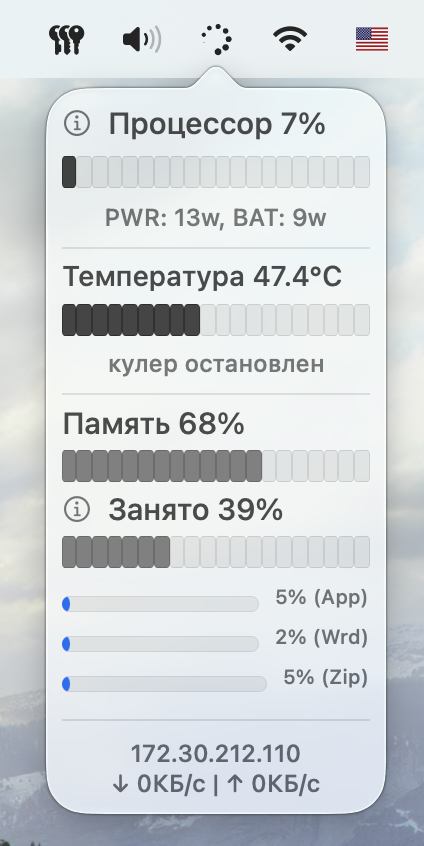 Процессор 7%
PWR: 13w, BAT: 9w
Температура 47.4°C
кулер остановлен
Память 68%
Занято 39%
5% (App)
2% (Wrd)
5% (Zip)
172.30.212.110
↓ 0КБ/с | ↑ 0КБ/с